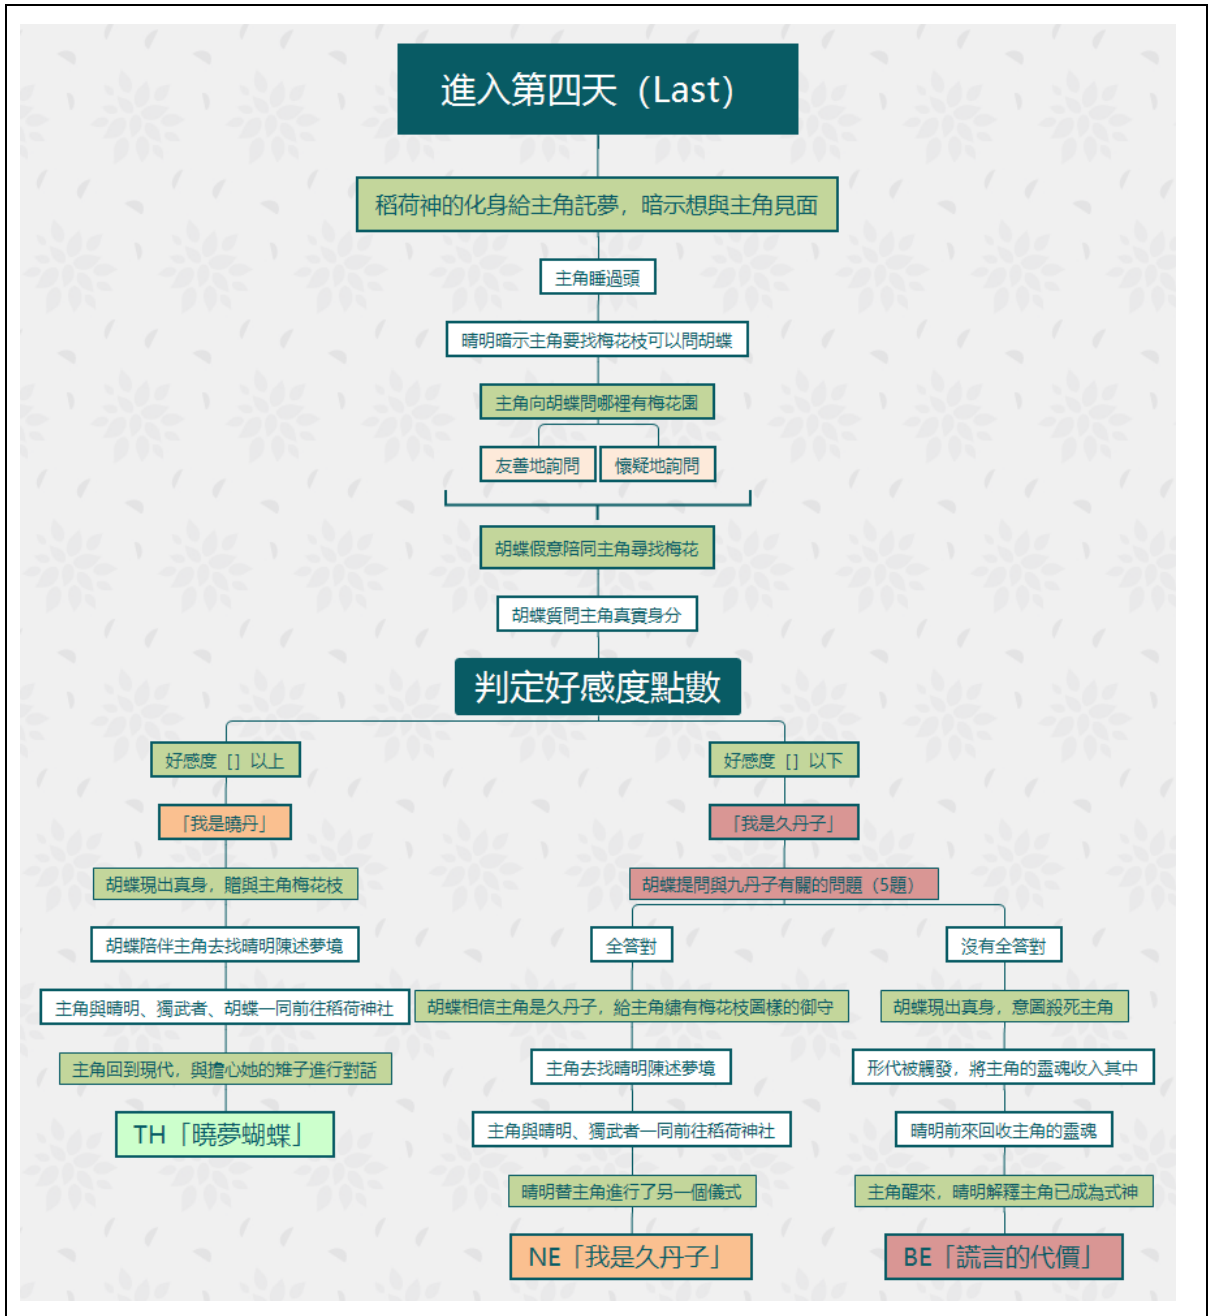 進入第四天（Last）
稻荷神的化身給主角託夢，暗示想與主角見面
主角睡過頭
晴明暗示主角要找梅花枝可以問胡蝶
主角向胡蝶問哪裡有梅花園
友善地詢問
懷疑地詢問
胡蝶假意陪同主角尋找梅花
胡蝶質問主角真實身分
判定好感度點數
好感度［］以上
「我是曉丹」
胡蝶現出真身，贈與主角梅花枝
胡蝶陪伴主角去找晴明陳述夢境
主角與晴明、獨武者、胡蝶一同前往稻荷神社
主角回到現代，與擔心她的雉子進行對話
TH「曉夢蝴蝶」
好感度［］以下
「我是久丹子」
胡蝶提問與九丹子有關的問題（5題）
全答對
胡蝶相信主角是久丹子，給主角繡有梅花枝圖樣的御守
主角去找晴明陳述夢境
主角與晴明、獨武者一同前往稻荷神社
晴明替主角進行了另一個儀式
NE「我是久丹子」
沒有全答對
胡蝶現出真身，意圖殺死主角
形代被觸發，將主角的靈魂收入其中
晴明前來回收主角的靈魂
主角醒來，晴明解釋主角已成為式神
BE「謊言的代價」